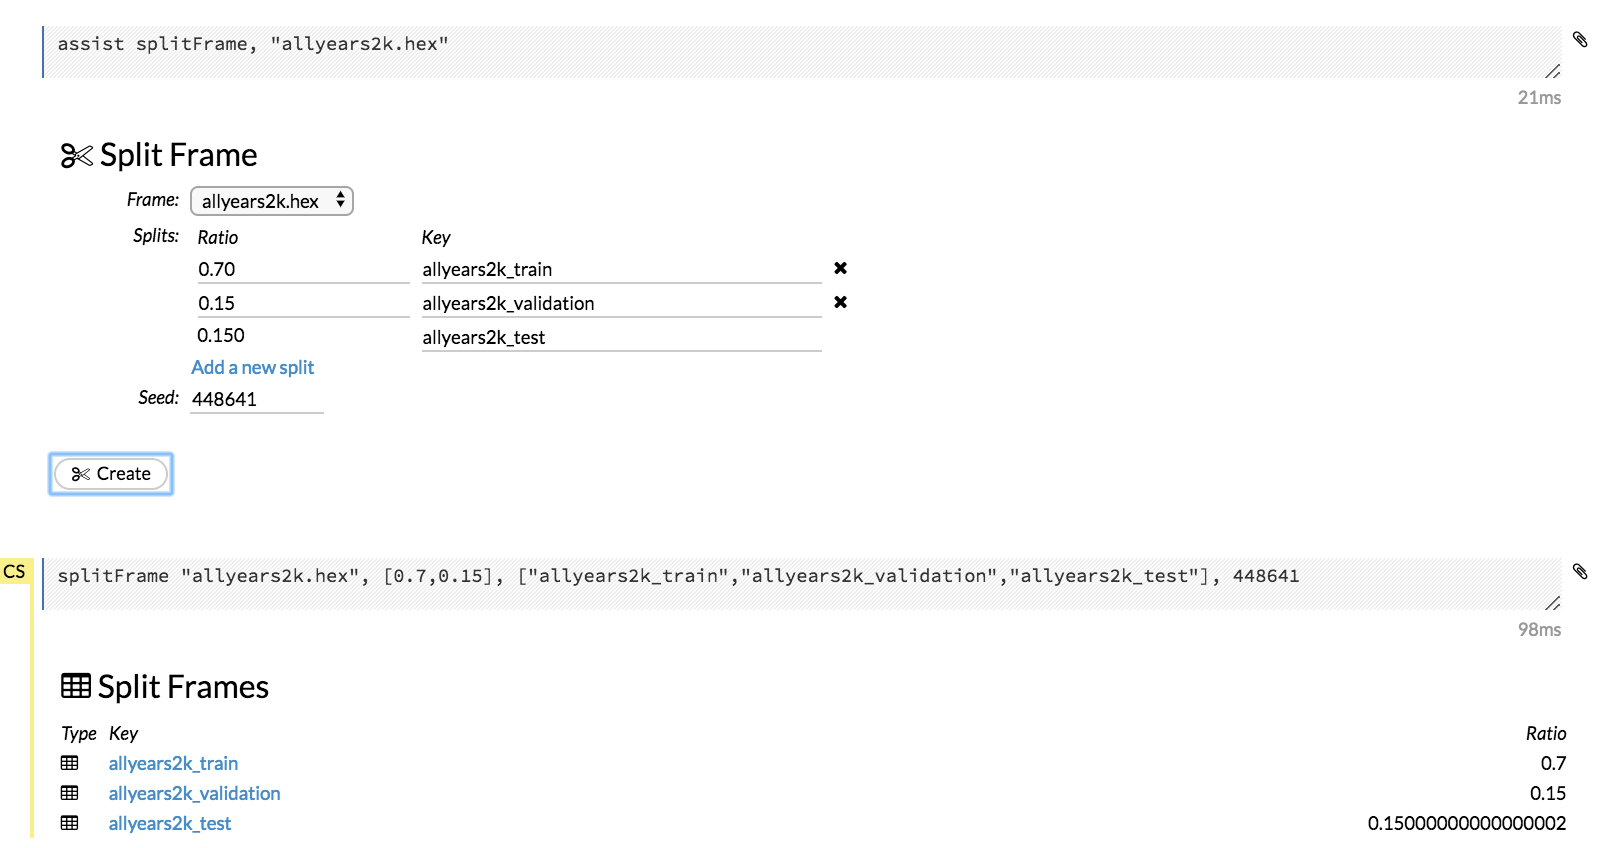 assist splitFrame, "allyears2k.hex"
21ms
Split Frame
Frame: allyears2k.hex
Splits: Ratio Key
0.70 allyears2k_train
0.15 allyears2k_validation
0.150 allyears2k_test
Add a new split
Seed: 448641
Create
CS splitFrame "allyears2k.hex", [0.7,0.15], ["allyears2k_train","allyears2k_validation","allyears2k_test"], 448641
98ms
Split Frames
Type Key Ratio
allyears2k_train 0.7
allyears2k_validation 0.15
allyears2k_test 0.15000000000000002